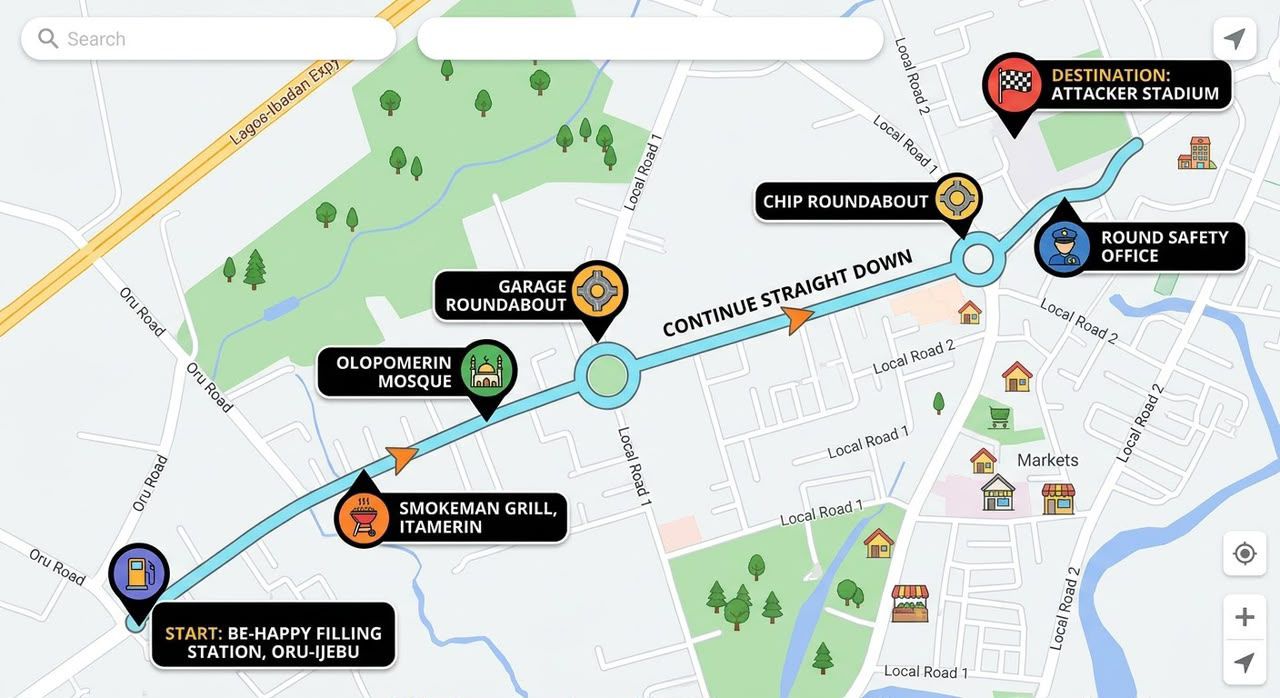 Search
Lagos-Ibadan Expy
Local Road 2
DESTINATION:
ATTACKER STADIUM
Local Road 1
Local Road 1
CHIP ROUNDABOUT
ROUND SAFETY
OFFICE
GARAGE
ROUNDABOUT
CONTINUE STRAIGHT DOWN
Oru Road
Local Road 2
Local Road 2
OLOPOMERIN
MOSQUE
Oru Road
Local Road 2
Local Road 1
Local Road 1
Markets
Oru Road
SMOKEMAN GRILL,
ITAMERIN
Local Road 1
Oru Road
Local Road 2
START: BE-HAPPY FILLING
STATION, ORU-IJEBU
Local Road 1